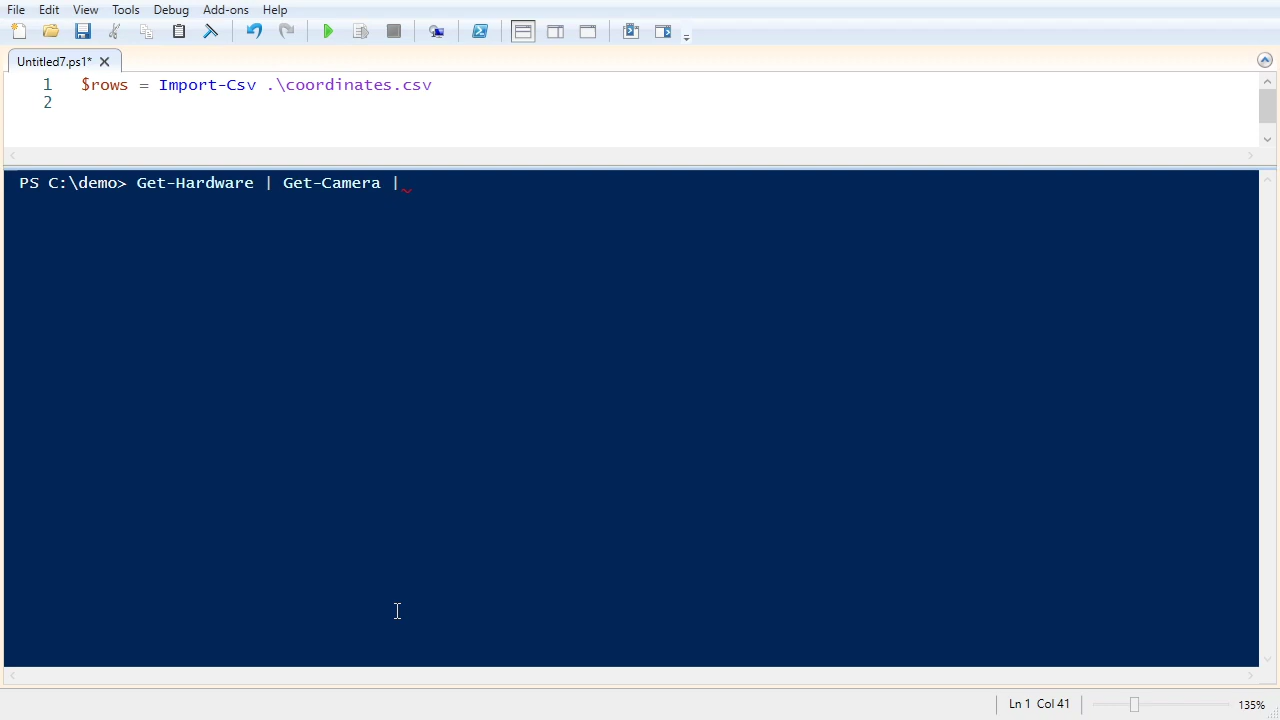 File Edit View Tools Debug Add-ons Help
Untitled7.ps1*
1 $rows = Import-Csv .\coordinates.csv
2
PS C:\demo> Get-Hardware | Get-Camera |
Ln 1 Col 41 135%